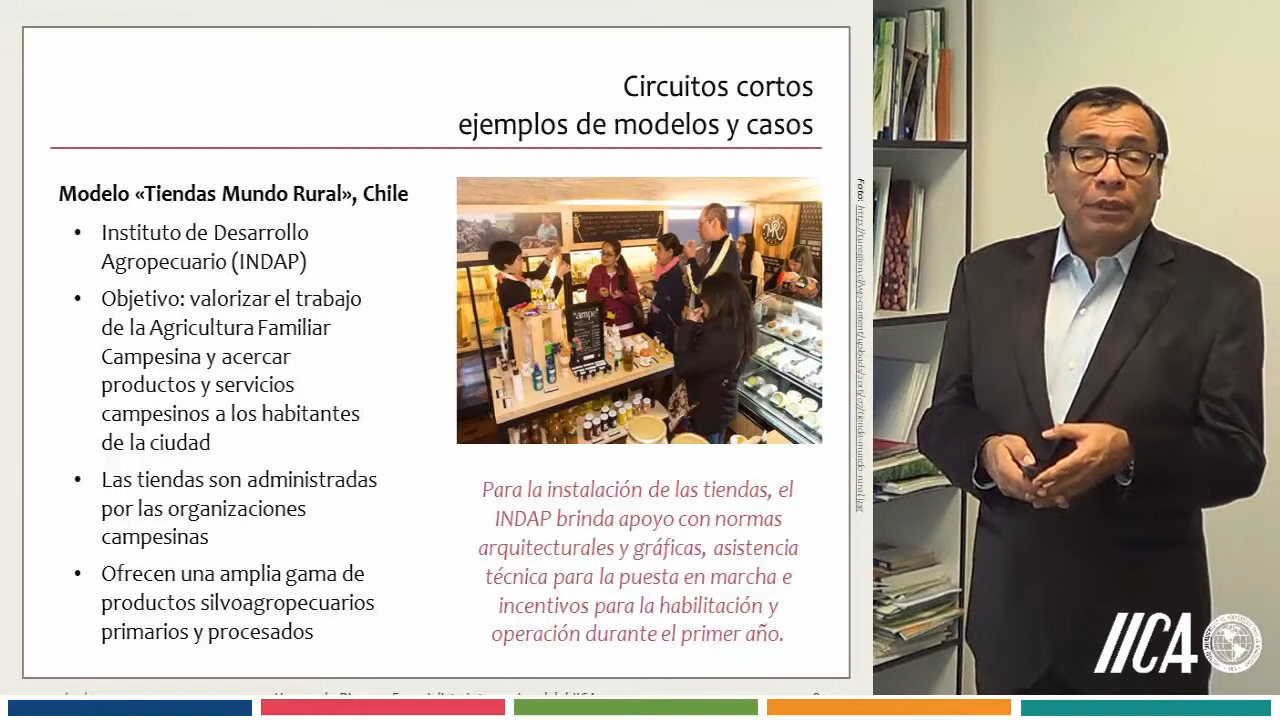 Circuitos cortos
ejemplos de modelos y casos
Modelo «Tiendas Mundo Rural», Chile
• Instituto de Desarrollo
Agropecuario (INDAP)
• Objetivo: valorizar el trabajo
de la Agricultura Familiar
Campesina y acercar
productos y servicios
campesinos a los habitantes
de la ciudad
• Las tiendas son administradas
por las organizaciones
campesinas
• Ofrecen una amplia gama de
productos silvoagropecuarios
primarios y procesados
Para la instalación de las tiendas, el
INDAP brinda apoyo con normas
arquitecturales y gráficas, asistencia
técnica para la puesta en marcha e
incentivos para la habilitación y
operación durante el primer año.
Foto:
IICA